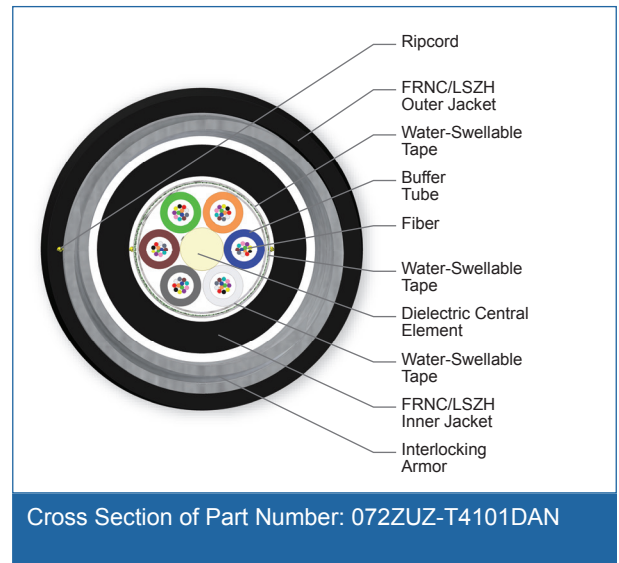 Ripcord
FRNC/LSZH
Outer Jacket
Water-Swellable
Tape
Buffer
Tube
Fiber
Water-Swellable
Tape
Dielectric Central
Element
Water-Swellable
Tape
FRNC/LSZH
Inner Jacket
Interlocking
Armor
Cross Section of Part Number: 072ZUZ-T4101DAN